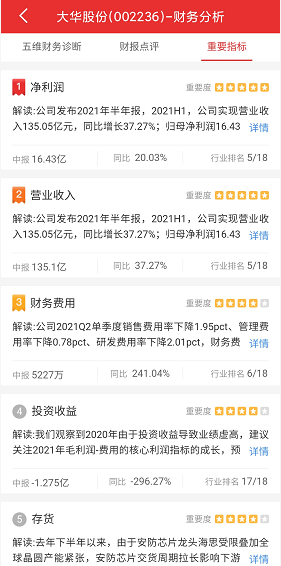 大华股份(002236)-财务分析
五维财务诊断 财报点评 重要指标
1 净利润 重要度
解读:公司发布2021年半年报，2021H1，公司实现营业收
入135.05亿元，同比增长37.27%；归母净利润16.43 详情
中报 16.43亿 同比 20.03% 行业排名 5/18
2 营业收入 重要度
解读:公司发布2021年半年报，2021H1，公司实现营业收
入135.05亿元，同比增长37.27%；归母净利润16.43 详情
中报 135.1亿 同比 37.27% 行业排名 5/18
3 财务费用 重要度
解读:公司2021Q2单季度销售费用率下降1.95pct、管理费
用率下降0.78pct、研发费用率下降2.01pct，财务费 详情
中报 5227万 同比 241.04% 行业排名 6/18
4 投资收益 重要度
解读:我们观察到2020年由于投资收益导致业绩虚高，建议
关注2021年毛利润-费用的核心利润指标的成长，预 详情
中报 -1.275亿 同比 -296.27% 行业排名 17/18
5 存货 重要度
解读:去年下半年以来，由于安防芯片龙头海思受限叠加全
球晶圆产能紧张，安防芯片交货周期拉长影响下游 详情